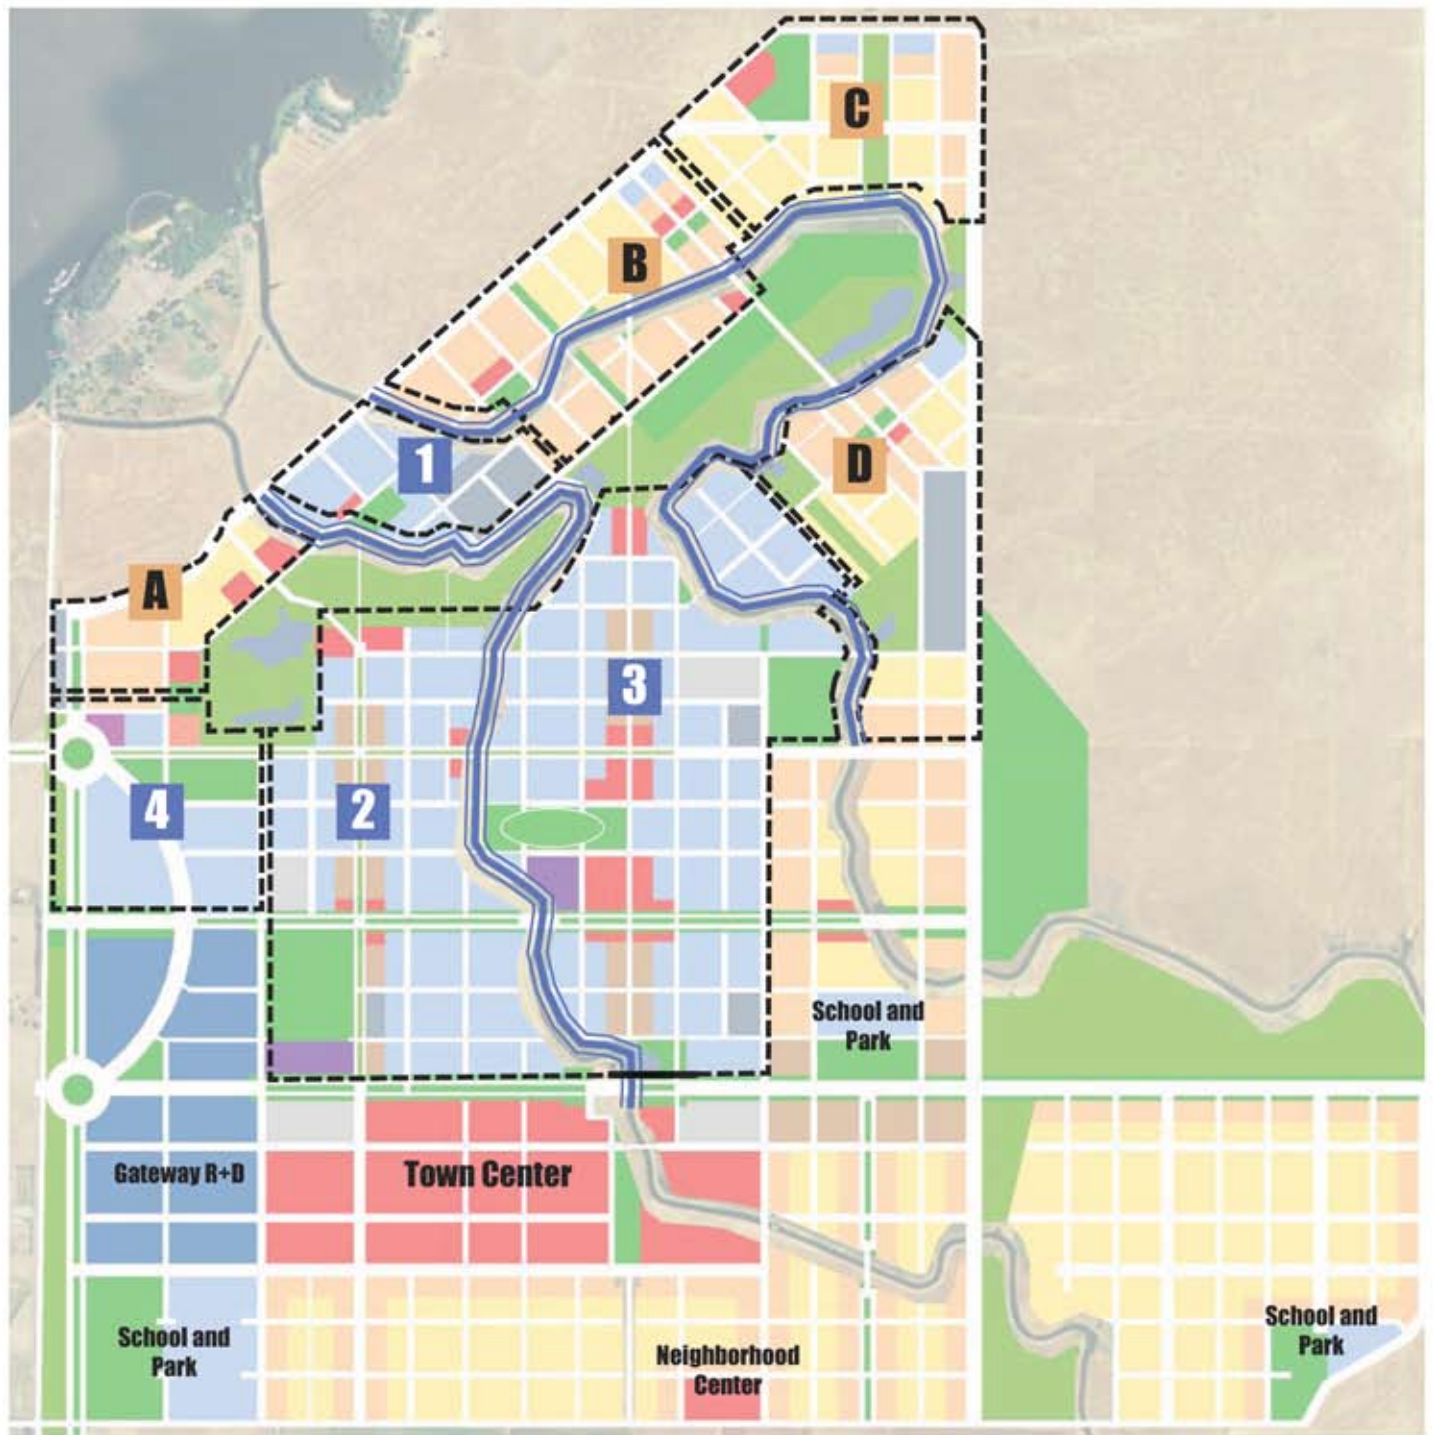 C
B
1
D
A
3
2
4
School and
Park
Gateway R+D
Town Center
School and
Park
Neighborhood
Center
School and
Park